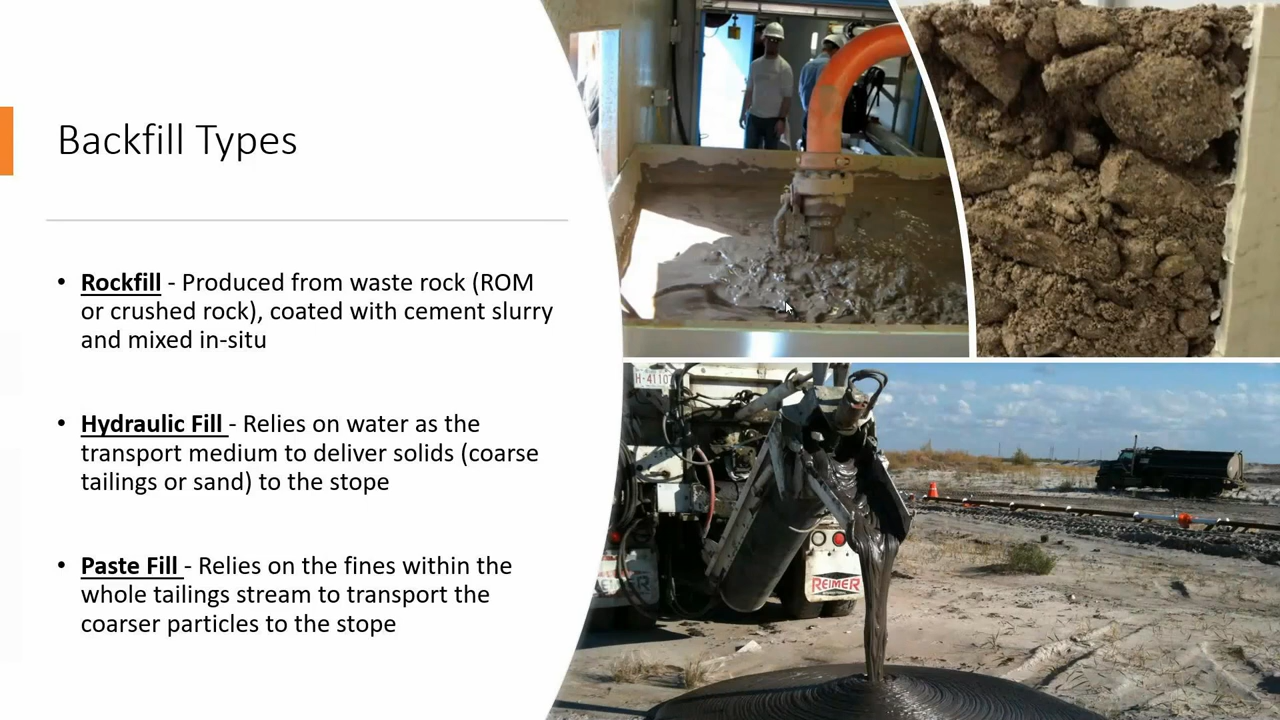 Backfill Types
• Rockfill - Produced from waste rock (ROM
or crushed rock), coated with cement slurry
and mixed in-situ
• Hydraulic Fill - Relies on water as the
transport medium to deliver solids (coarse
tailings or sand) to the stope
• Paste Fill - Relies on the fines within the
whole tailings stream to transport the
coarser particles to the stope
H-4110
REIMER